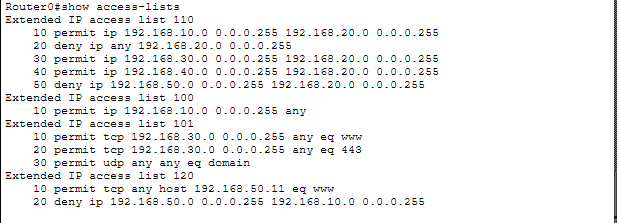 Router0#show access-lists
Extended IP access list 110
10 permit ip 192.168.10.0 0.0.0.255 192.168.20.0 0.0.0.255
20 deny ip any 192.168.20.0 0.0.0.255
30 permit ip 192.168.30.0 0.0.0.255 192.168.20.0 0.0.0.255
40 permit ip 192.168.40.0 0.0.0.255 192.168.20.0 0.0.0.255
50 deny ip 192.168.50.0 0.0.0.255 192.168.20.0 0.0.0.255
Extended IP access list 100
10 permit ip 192.168.10.0 0.0.0.255 any
Extended IP access list 101
10 permit tcp 192.168.30.0 0.0.0.255 any eq www
20 permit tcp 192.168.30.0 0.0.0.255 any eq 443
30 permit udp any any eq domain
Extended IP access list 120
10 permit tcp any host 192.168.50.11 eq www
20 deny ip 192.168.50.0 0.0.0.255 192.168.10.0 0.0.0.255